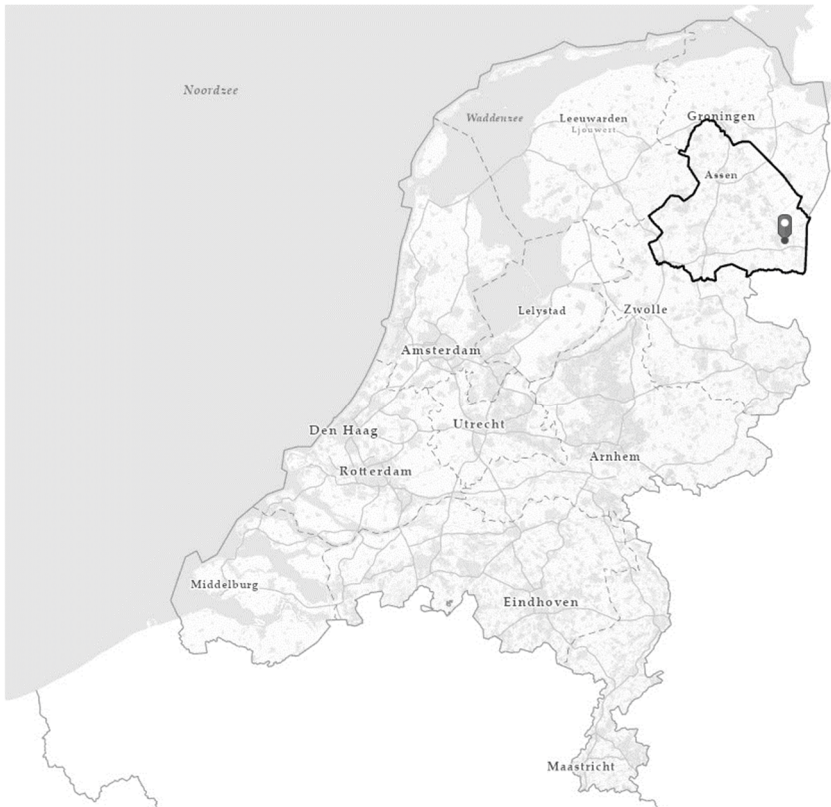 Noordzee
Waddenzee
Leeuwarden
Ljouwert
Groningen
Assen
Lelystad
Zwolle
Amsterdam
Den Haag
Utrecht
Rotterdam
Arnhem
Middelburg
Eindhoven
Maastricht